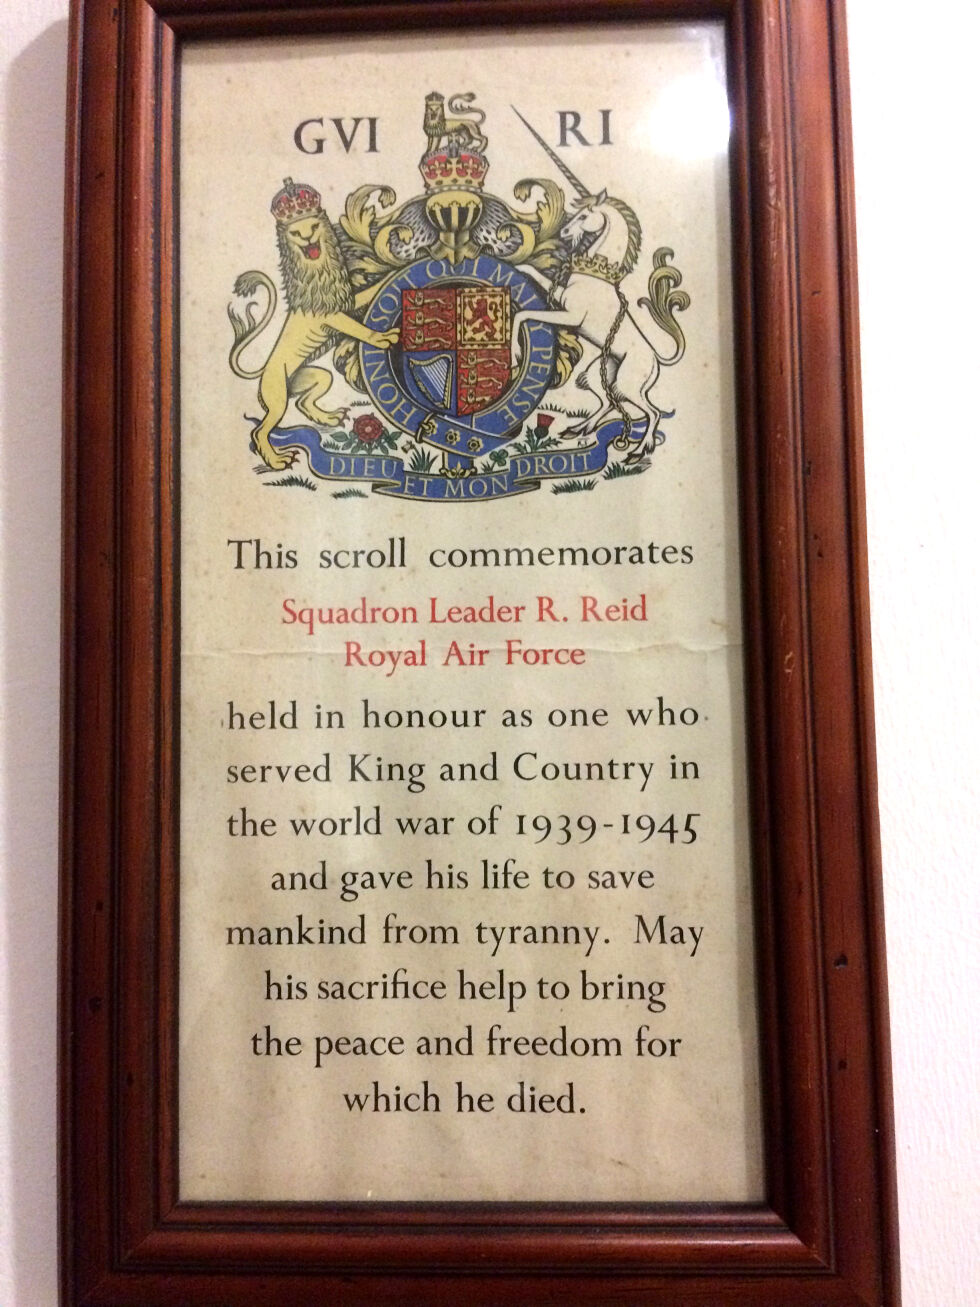 GVI RI
HONI SOIT QUI MAL Y PENSE
DIEU ET MON DROIT
This scroll commemorates
Squadron Leader R. Reid
Royal Air Force
held in honour as one who
served King and Country in
the world war of 1939-1945
and gave his life to save
mankind from tyranny. May
his sacrifice help to bring
the peace and freedom for
which he died.